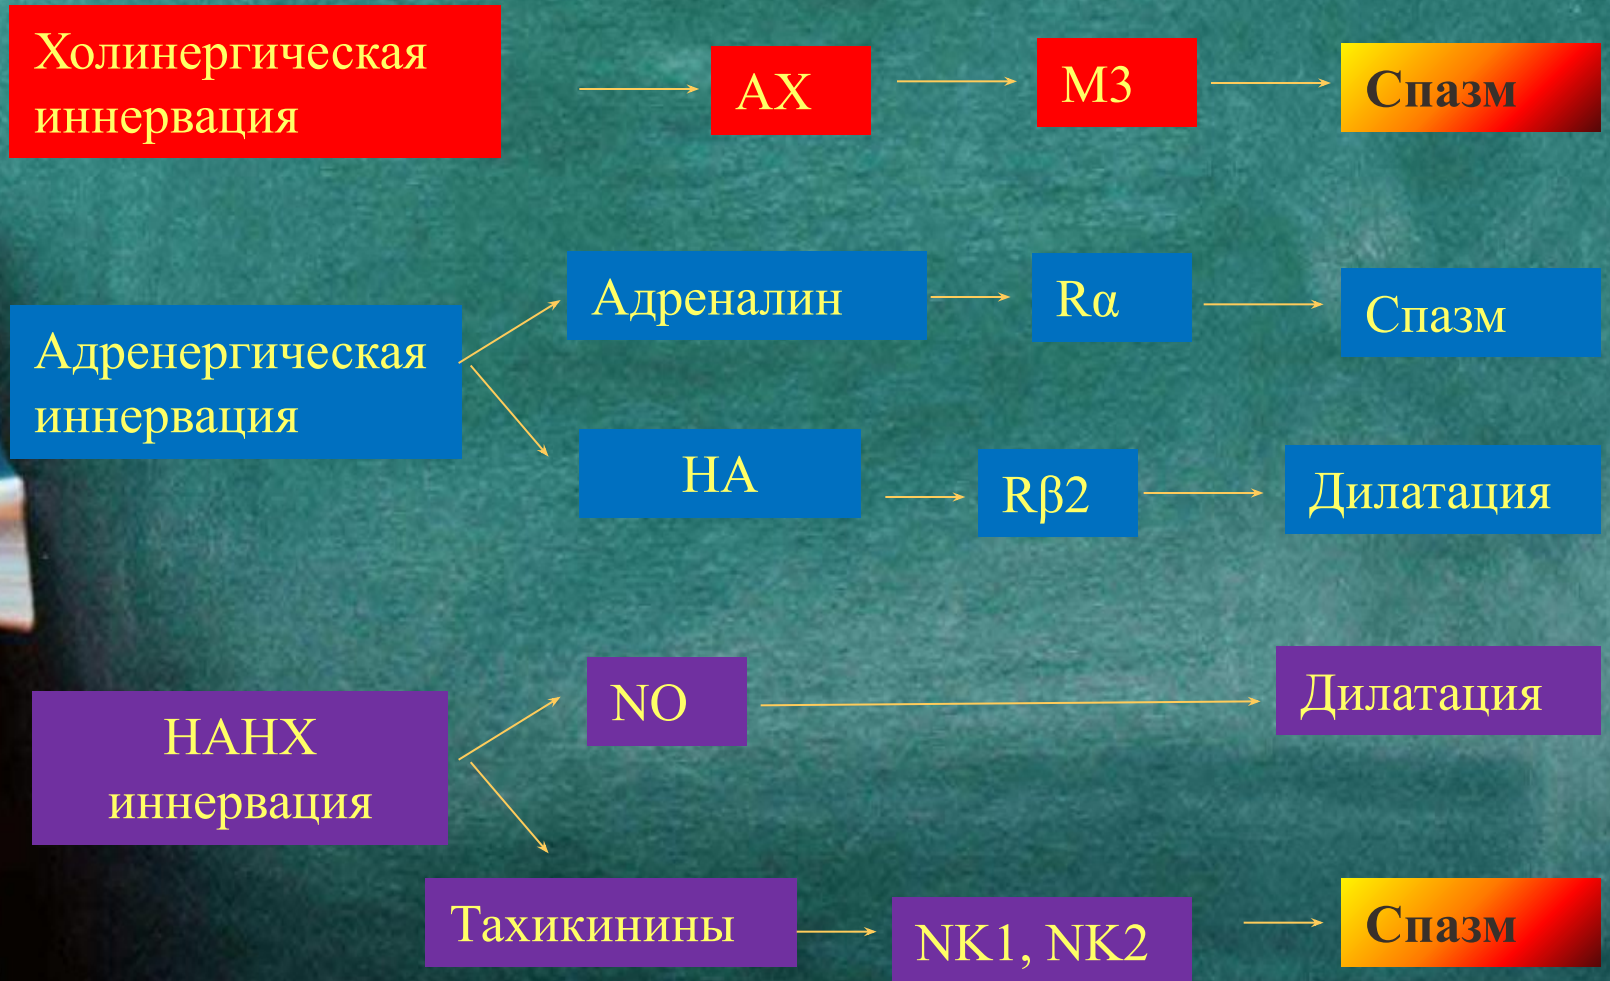 Холинергическая
иннервация
АХ
М3
Спазм
Адренергическая
иннервация
Адреналин
Rα
Спазм
НА
Rβ2
Дилатация
НАНХ
иннервация
NO
Дилатация
Тахикинины
NK1, NK2
Спазм